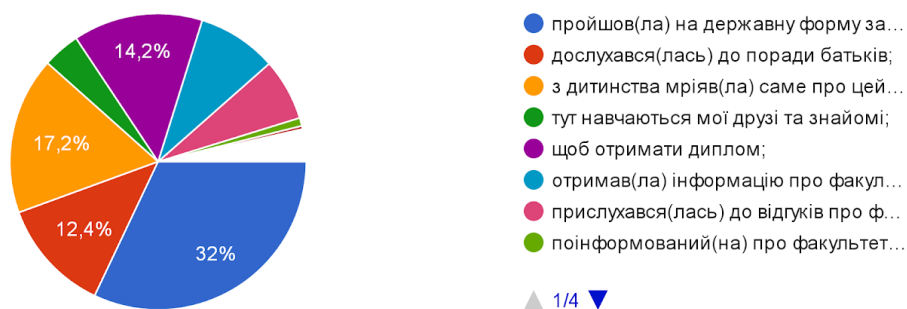 14,2%
17,2%
12,4%
32%
пройшов(ла) на державну форму за…
дослухався(лась) до поради батьків;
з дитинства мріяв(ла) саме про цей…
тут навчаються мої друзі та знайомі;
щоб отримати диплом;
отримав(ла) інформацію про факул…
прислухався(лась) до відгуків про ф…
поінформований(на) про факультет…
1/4